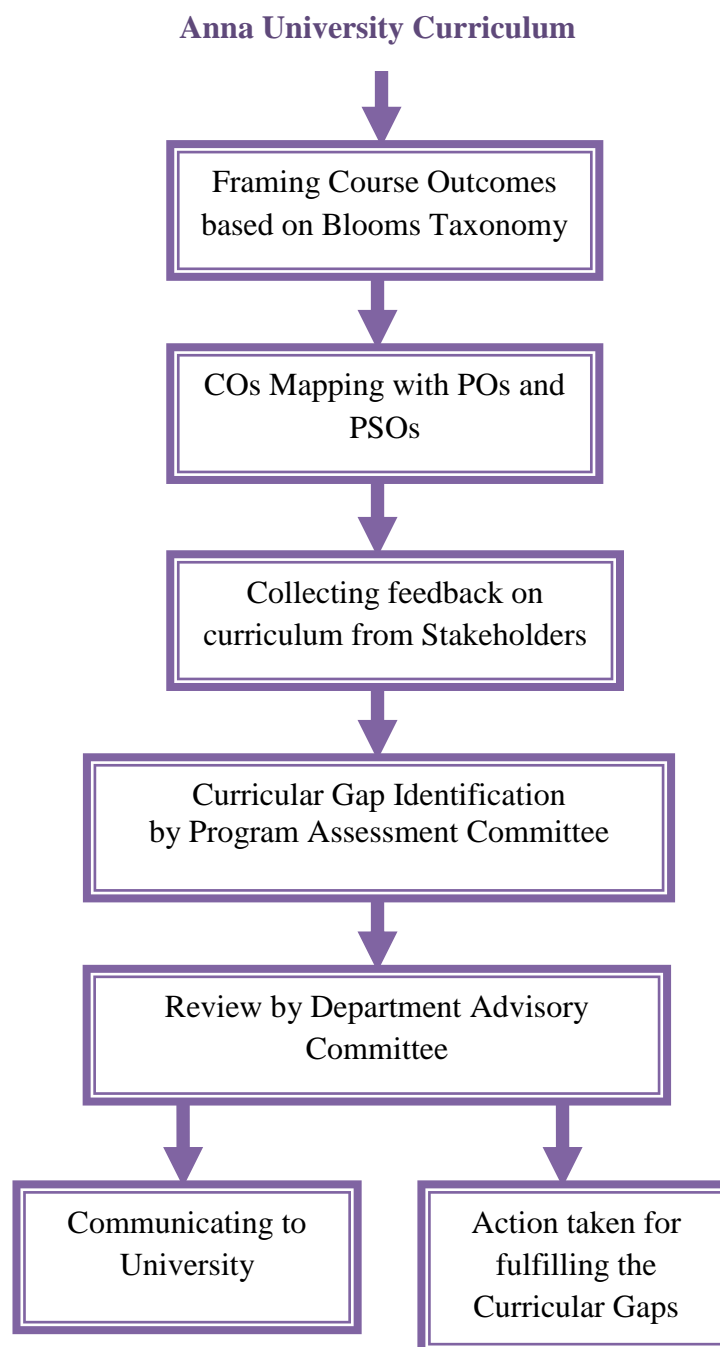 Anna University Curriculum
Framing Course Outcomes
based on Blooms Taxonomy
COs Mapping with POs and
PSOs
Collecting feedback on
curriculum from Stakeholders
Curricular Gap Identification
by Program Assessment Committee
Review by Department Advisory
Committee
Communicating to
University
Action taken for
fulfilling the
Curricular Gaps